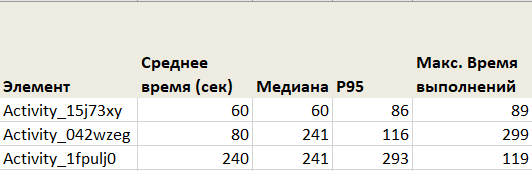 Элемент Среднее время (сек) Медиана P95 Макс. Время выполнений
Activity_15j73xy 60 60 86 89
Activity_042wzeg 80 241 116 299
Activity_1fpulj0 240 241 293 119